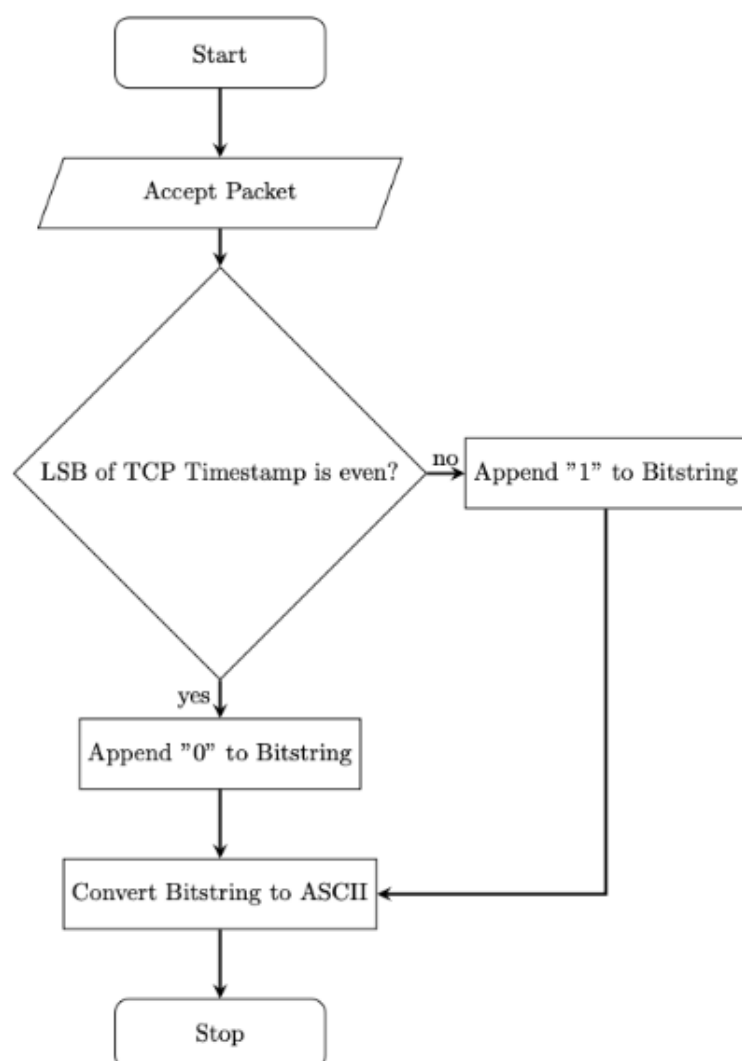 Start
Accept Packet
LSB of TCP Timestamp is even?
no
Append "1" to Bitstring
yes
Append "0" to Bitstring
Convert Bitstring to ASCII
Stop